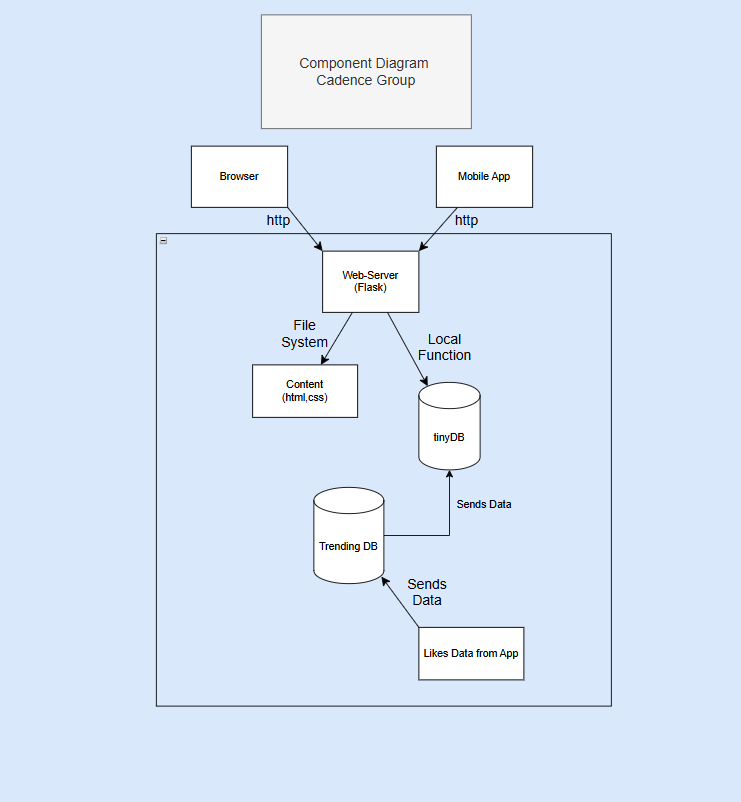 Component Diagram
Cadence Group
Browser
Mobile App
http
http
Web-Server
(Flask)
File
System
Local
Function
Content
(html,css)
tinyDB
Sends Data
Trending DB
Sends
Data
Likes Data from App